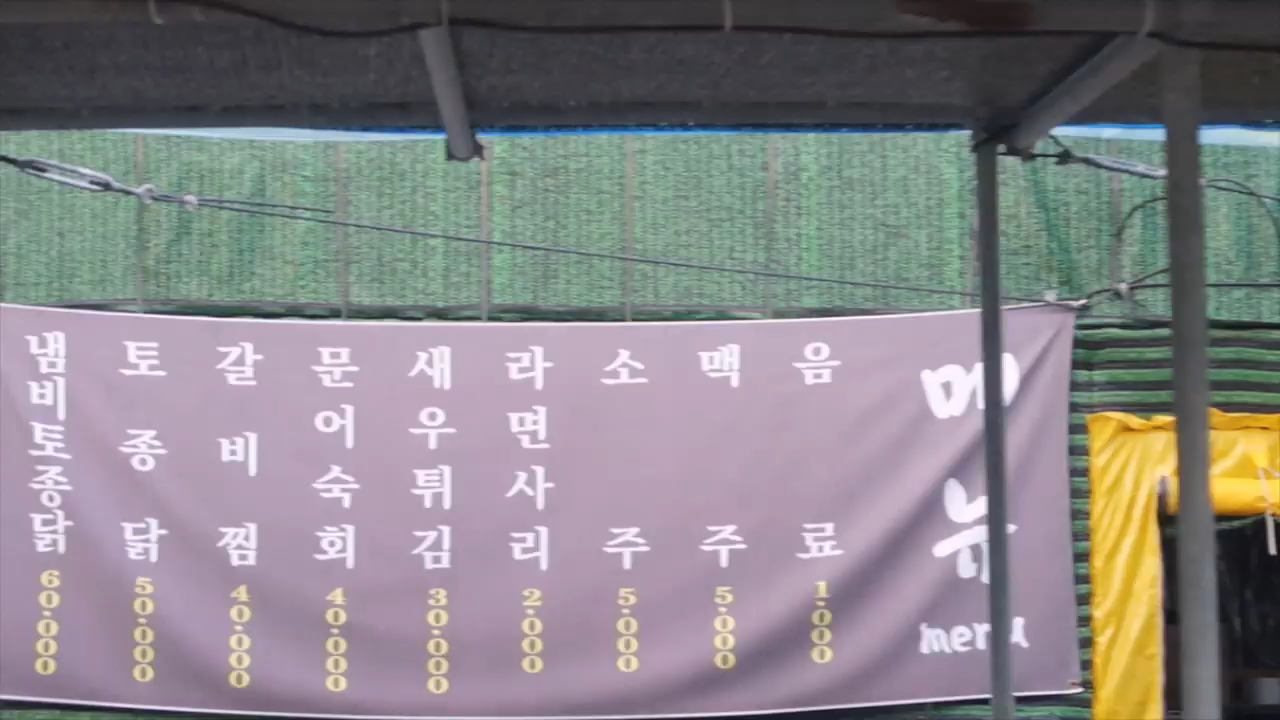 메뉴
menu
음료 1.000
맥주 5.000
소주 5.000
라면사리 2.000
새우튀김 30.000
문어숙회 40.000
갈비찜 40.000
토종닭 50.000
냄비토종닭 60.000